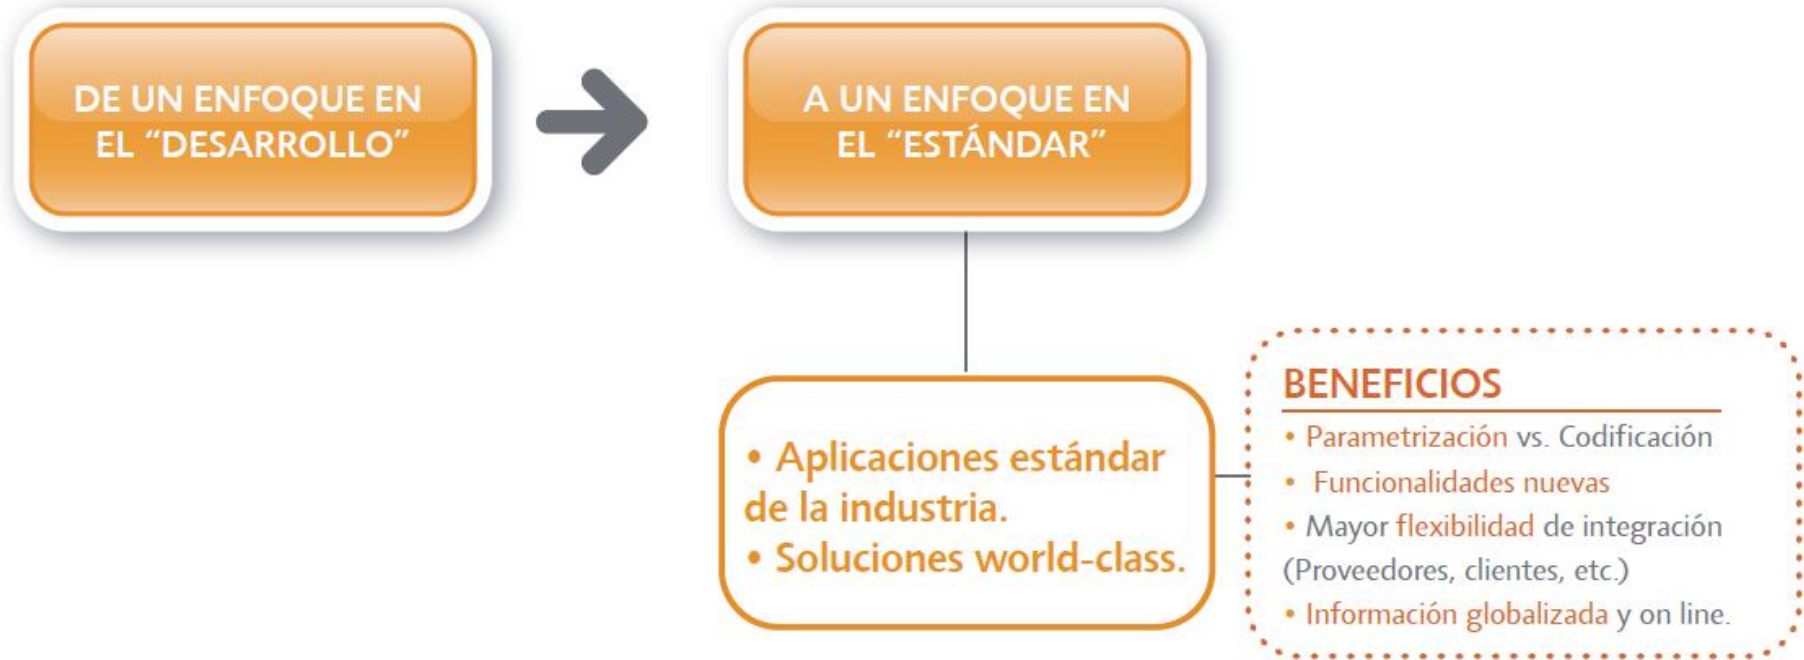 DE UN ENFOQUE EN
EL “DESARROLLO”
A UN ENFOQUE EN
EL “ESTÁNDAR”
• Aplicaciones estándar
de la industria.
• Soluciones world-class.
BENEFICIOS
• Parametrización vs. Codificación
• Funcionalidades nuevas
• Mayor flexibilidad de integración
(Proveedores, clientes, etc.)
• Información globalizada y on line.